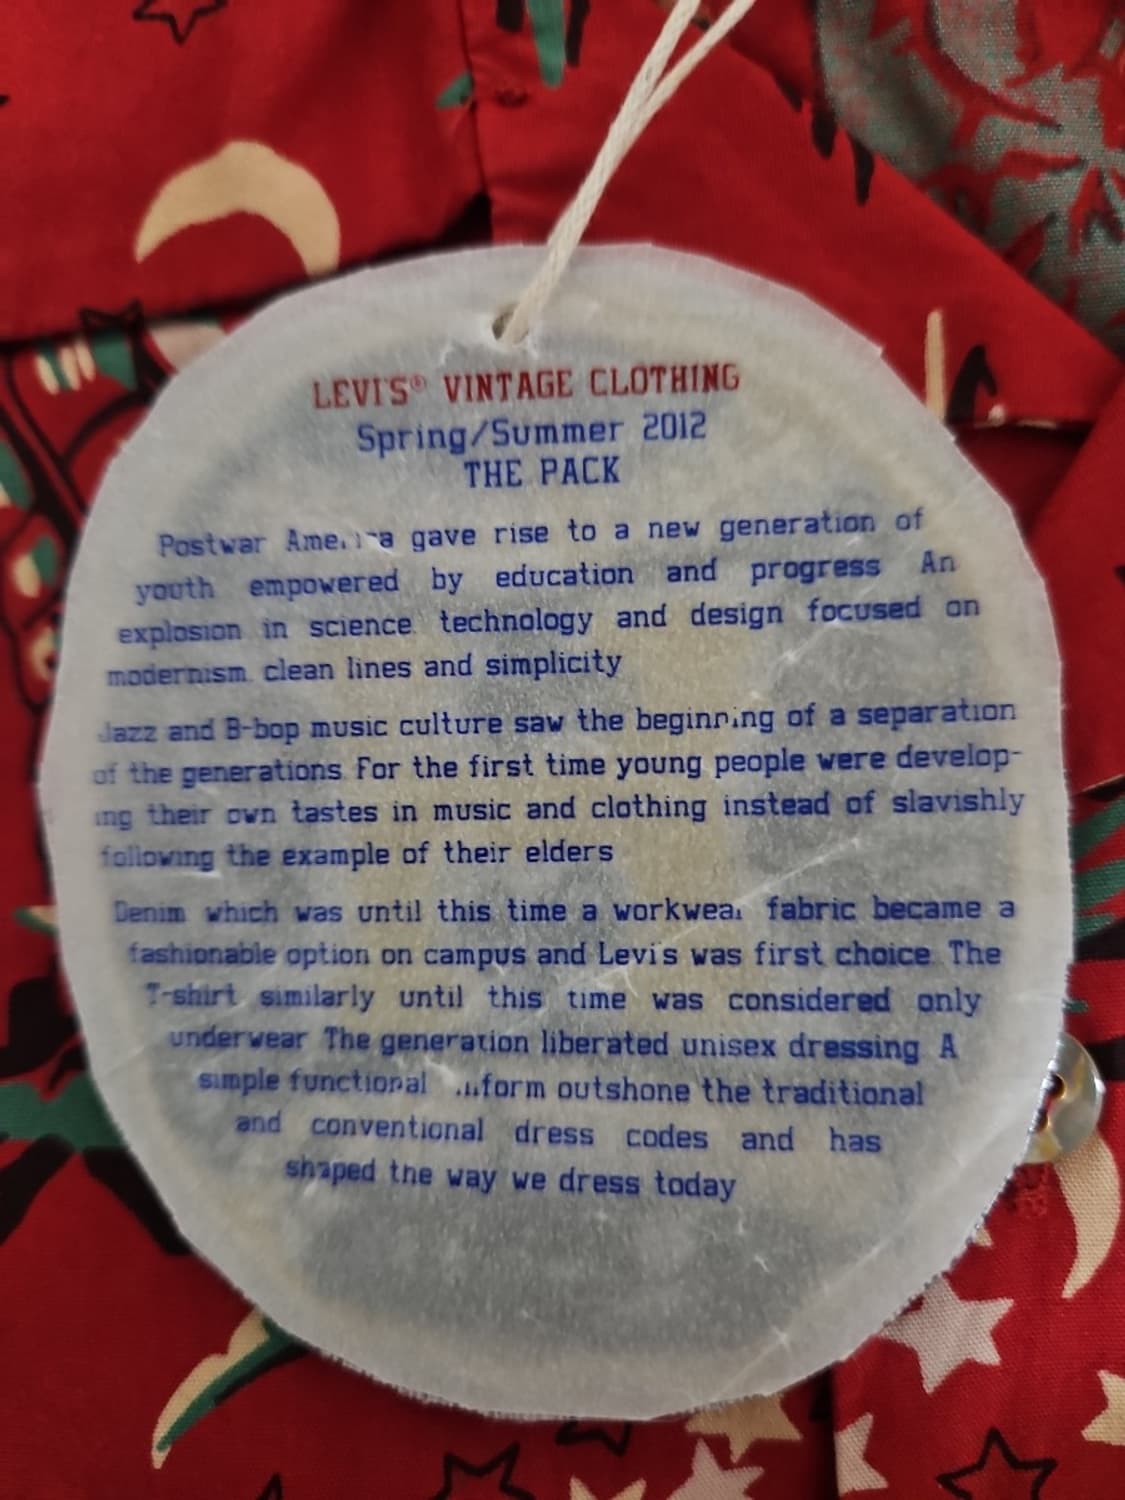 LEVI'S® VINTAGE CLOTHING
Spring/Summer 2012
THE PACK
Postwar America gave rise to a new generation of
youth empowered by education and progress An
explosion in science technology and design focused on
modernism clean lines and simplicity
Jazz and B-bop music culture saw the beginning of a separation
of the generations For the first time young people were develop-
ing their own tastes in music and clothing instead of slavishly
following the example of their elders
Denim which was until this time a workwear fabric became a
fashionable option on campus and Levi's was first choice The
T-shirt similarly until this time was considered only
underwear The generation liberated unisex dressing A
simple functional uniform outshone the traditional
and conventional dress codes and has
shaped the way we dress today